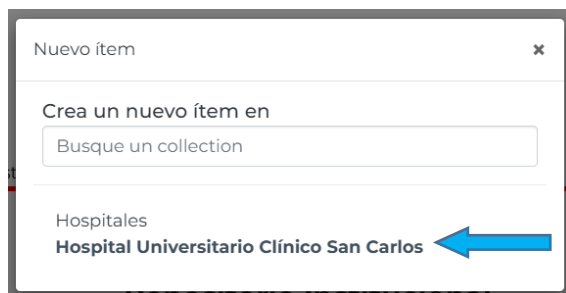 Nuevo ítem ×
Crea un nuevo ítem en
Busque un collection
Hospitales
Hospital Universitario Clínico San Carlos